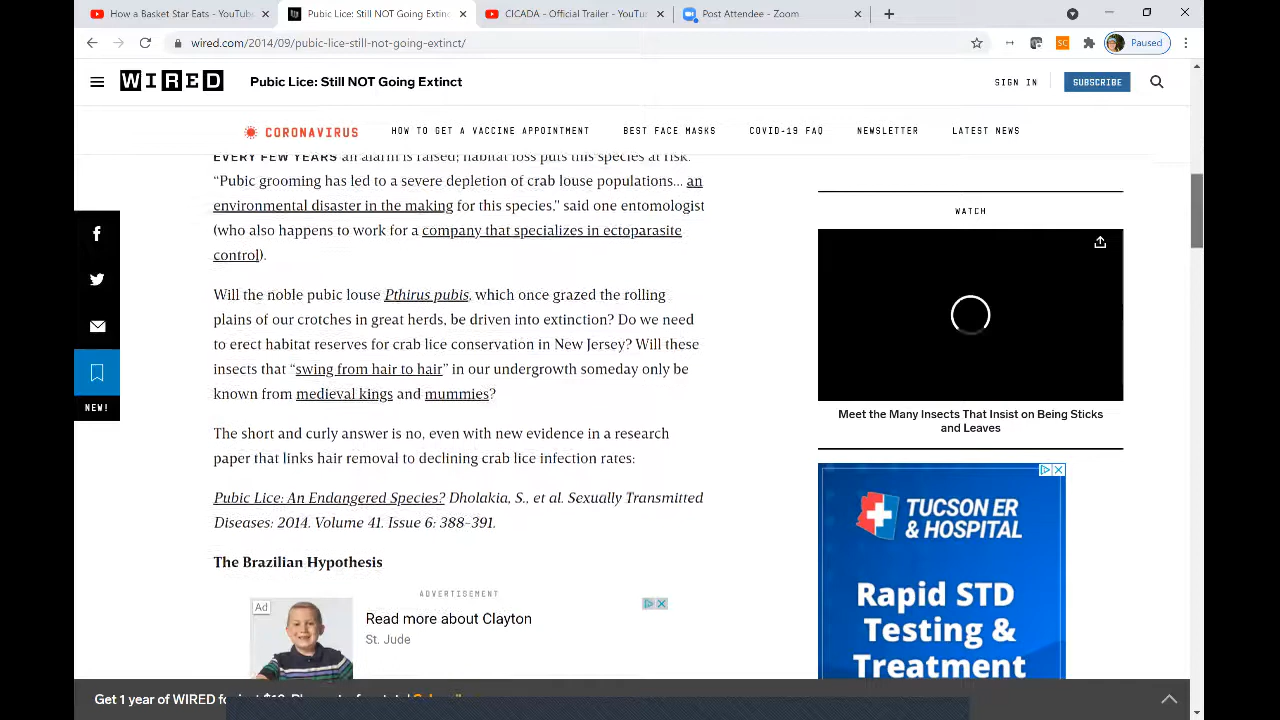 How a Basket Star Eats - YouTube
Pubic Lice: Still NOT Going Extinc
CICADA - Official Trailer - YouTu
Post Attendee - Zoom
wired.com/2014/09/pubic-lice-still-not-going-extinct/
SC
Paused
WIRED
Pubic Lice: Still NOT Going Extinct
SIGN IN
SUBSCRIBE
CORONAVIRUS
HOW TO GET A VACCINE APPOINTMENT
BEST FACE MASKS
COVID-19 FAQ
NEWSLETTER
LATEST NEWS
EVERY FEW YEARS an alarm is raised; habitat loss puts this species at risk.
“Pubic grooming has led to a severe depletion of crab louse populations... an
environmental disaster in the making for this species,” said one entomologist
(who also happens to work for a company that specializes in ectoparasite
control).
Will the noble pubic louse Pthirus pubis, which once grazed the rolling
plains of our crotches in great herds, be driven into extinction? Do we need
to erect habitat reserves for crab lice conservation in New Jersey? Will these
insects that “swing from hair to hair” in our undergrowth someday only be
known from medieval kings and mummies?
The short and curly answer is no, even with new evidence in a research
paper that links hair removal to declining crab lice infection rates:
Pubic Lice: An Endangered Species? Dholakia, S., et al. Sexually Transmitted
Diseases: 2014. Volume 41. Issue 6: 388-391.
The Brazilian Hypothesis
ADVERTISEMENT
Ad
Read more about Clayton
St. Jude
NEW!
WATCH
Meet the Many Insects That Insist on Being Sticks
and Leaves
TUCSON ER
& HOSPITAL
Rapid STD
Testing &
Treatment
Get 1 year of WIRED fo